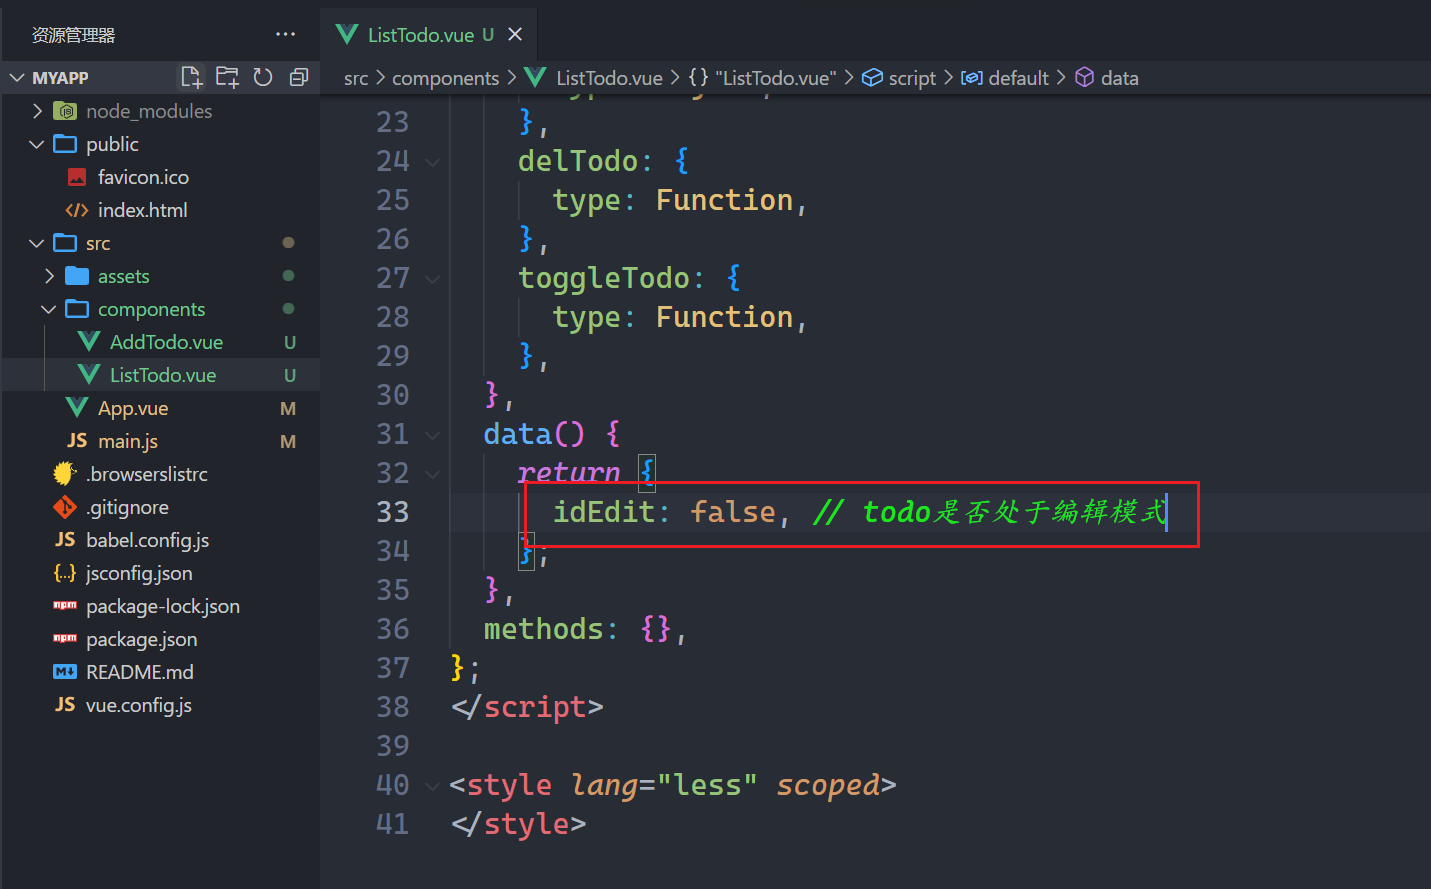 资源管理器 ···
MYAPP
node_modules
public
favicon.ico
index.html
src
assets
components
AddTodo.vue U
ListTodo.vue U
App.vue M
JS main.js M
.browserslistrc
.gitignore
JS babel.config.js
{..} jsconfig.json
npm package-lock.json
npm package.json
M↓ README.md
JS vue.config.js
ListTodo.vue U ×
src > components > ListTodo.vue > {} "ListTodo.vue" > script > default > data
23 },
24 delTodo: {
25 type: Function,
26 },
27 toggleTodo: {
28 type: Function,
29 },
30 },
31 data() {
32 return {
33 idEdit: false, // todo是否处于编辑模式
34 };
35 },
36 methods: {},
37 };
38 </script>
39
40 <style lang="less" scoped>
41 </style>